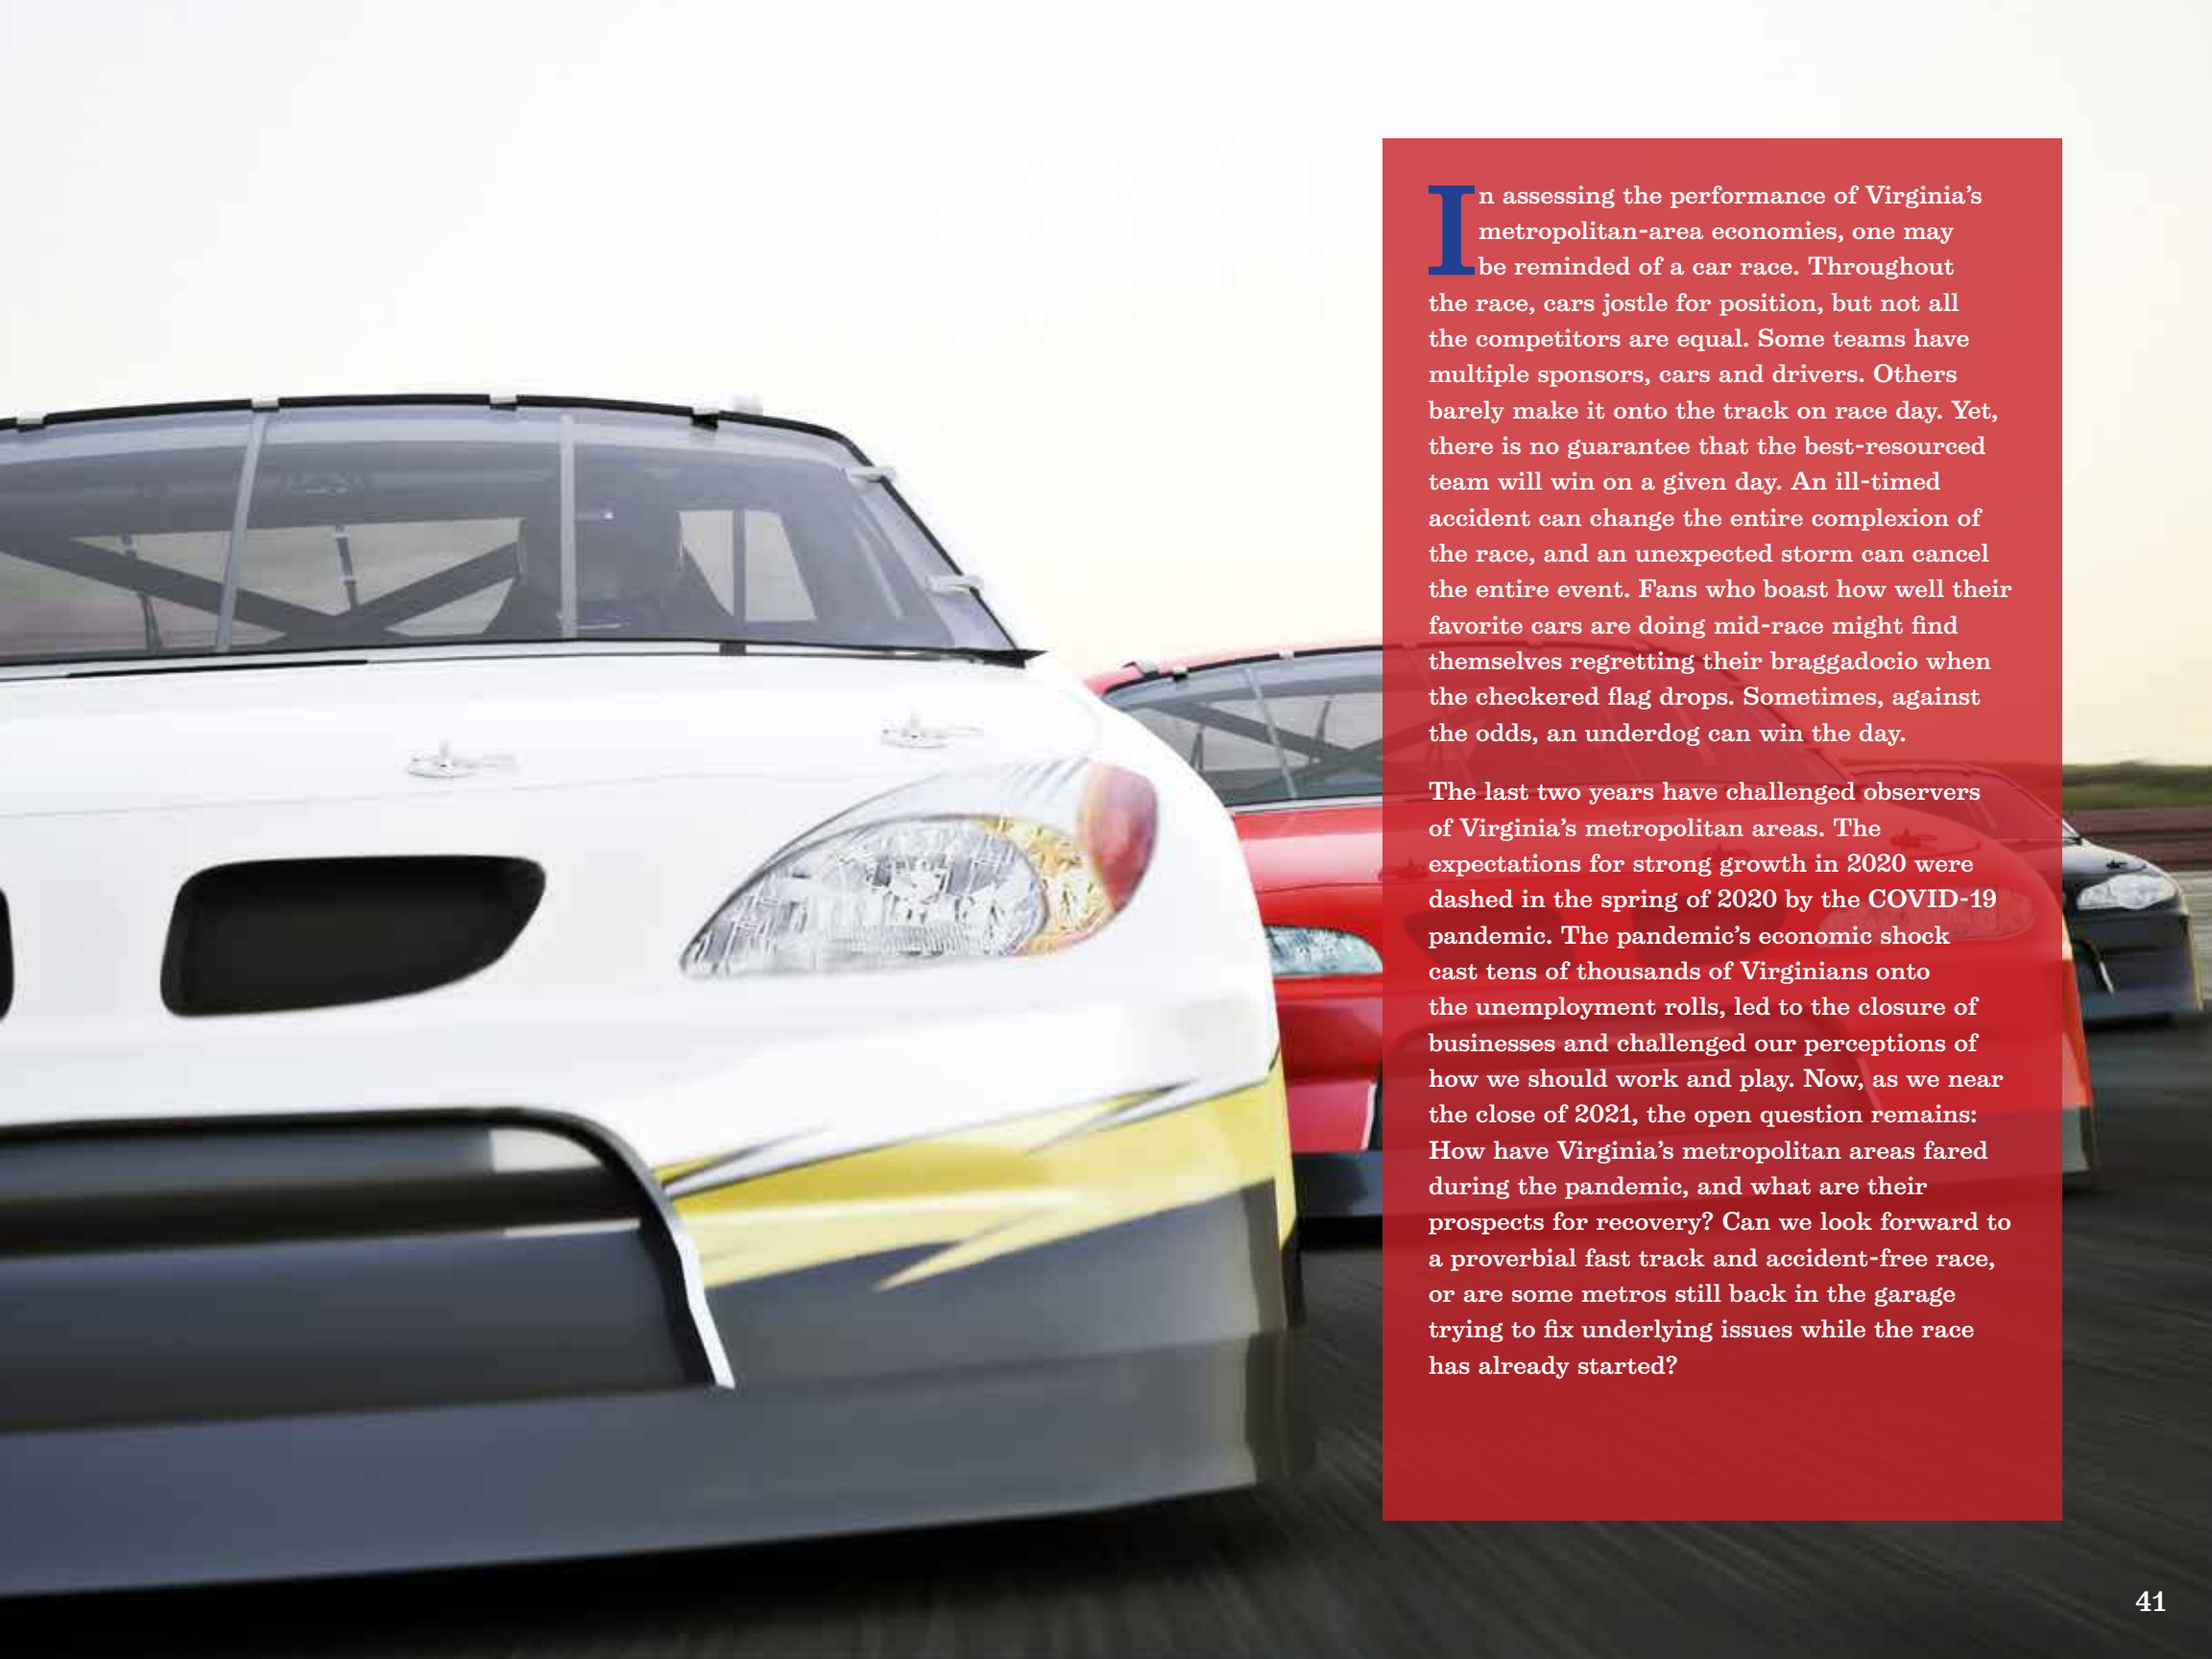 In assessing the performance of Virginia’s
metropolitan-area economies, one may
be reminded of a car race. Throughout
the race, cars jostle for position, but not all
the competitors are equal. Some teams have
multiple sponsors, cars and drivers. Others
barely make it onto the track on race day. Yet,
there is no guarantee that the best-resourced
team will win on a given day. An ill-timed
accident can change the entire complexion of
the race, and an unexpected storm can cancel
the entire event. Fans who boast how well their
favorite cars are doing mid-race might find
themselves regretting their braggadocio when
the checkered flag drops. Sometimes, against
the odds, an underdog can win the day.
The last two years have challenged observers
of Virginia’s metropolitan areas. The
expectations for strong growth in 2020 were
dashed in the spring of 2020 by the COVID-19
pandemic. The pandemic’s economic shock
cast tens of thousands of Virginians onto
the unemployment rolls, led to the closure of
businesses and challenged our perceptions of
how we should work and play. Now, as we near
the close of 2021, the open question remains:
How have Virginia’s metropolitan areas fared
during the pandemic, and what are their
prospects for recovery? Can we look forward to
a proverbial fast track and accident-free race,
or are some metros still back in the garage
trying to fix underlying issues while the race
has already started?
41